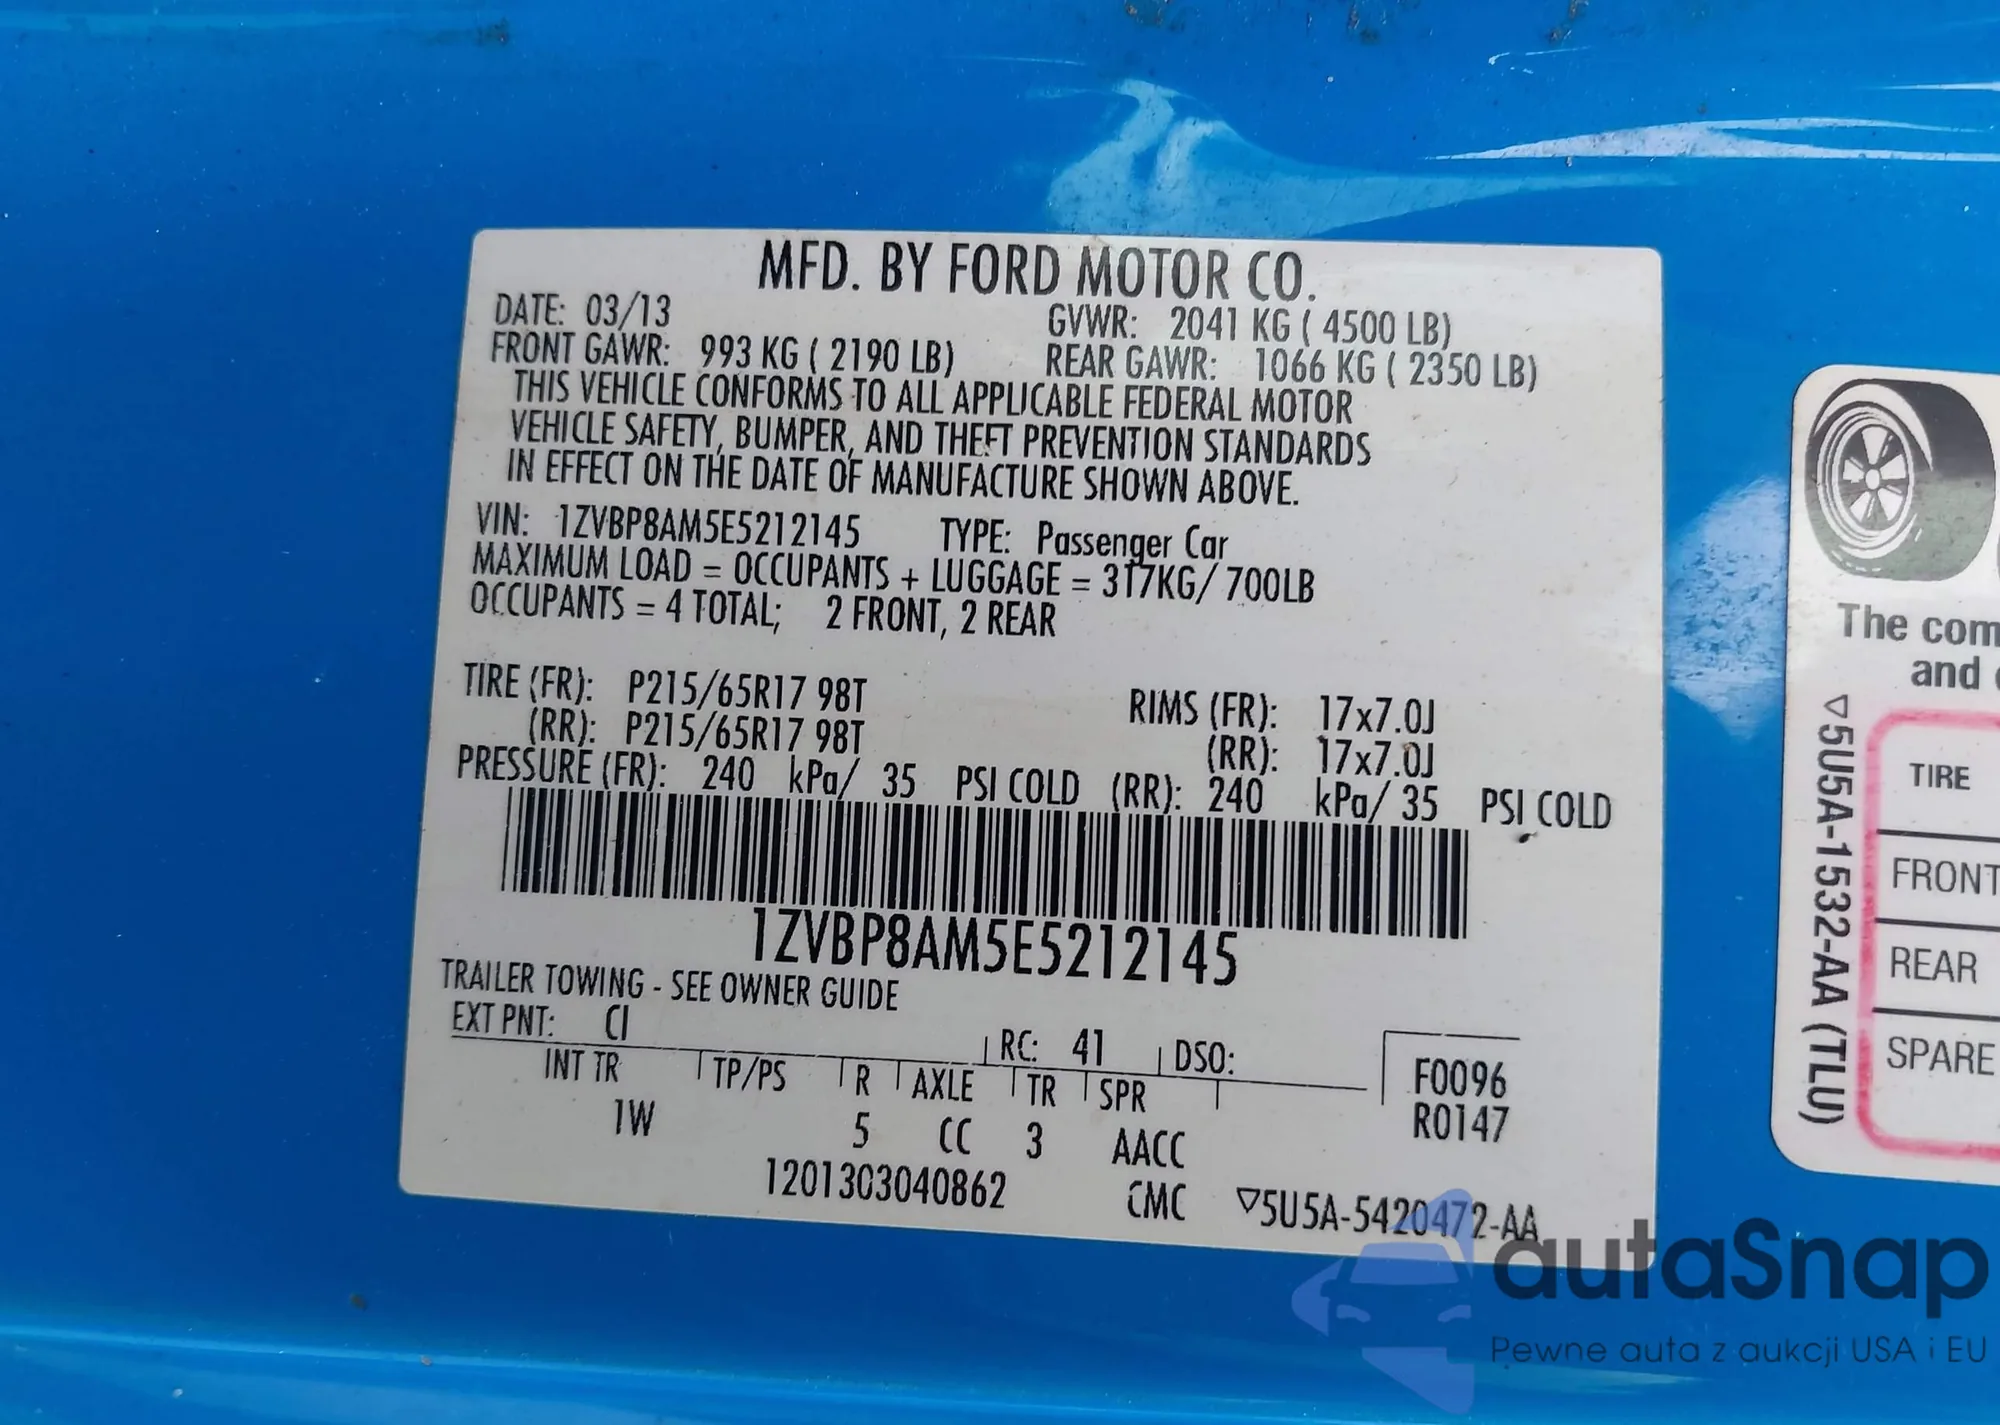 MFD. BY FORD MOTOR CO.
DATE: 03/13 GVWR: 2041 KG ( 4500 LB)
FRONT GAWR: 993 KG ( 2190 LB) REAR GAWR: 1066 KG ( 2350 LB)
THIS VEHICLE CONFORMS TO ALL APPLICABLE FEDERAL MOTOR
VEHICLE SAFETY, BUMPER, AND THEFT PREVENTION STANDARDS
IN EFFECT ON THE DATE OF MANUFACTURE SHOWN ABOVE.
VIN: 1ZVBP8AM5E5212145 TYPE: Passenger Car
MAXIMUM LOAD = OCCUPANTS + LUGGAGE = 317KG/ 700LB
OCCUPANTS = 4 TOTAL; 2 FRONT, 2 REAR
TIRE (FR): P215/65R17 98T RIMS (FR): 17x7.0J
(RR): P215/65R17 98T (RR): 17x7.0J
PRESSURE (FR): 240 kPa/ 35 PSI COLD (RR): 240 kPa/ 35 PSI COLD
1ZVBP8AM5E5212145
TRAILER TOWING - SEE OWNER GUIDE
EXT PNT: CI RC: 41 DSO:
INT TR TP/PS R AXLE TR SPR
1W 5 CC 3 AACC
F0096
R0147
1201303040862 CMC ▽5U5A-5420472-AA
The com
and
▽5U5A-1532-AA (TLU)
TIRE
FRONT
REAR
SPARE
autaSnap
Pewne auta z aukcji USA i EU